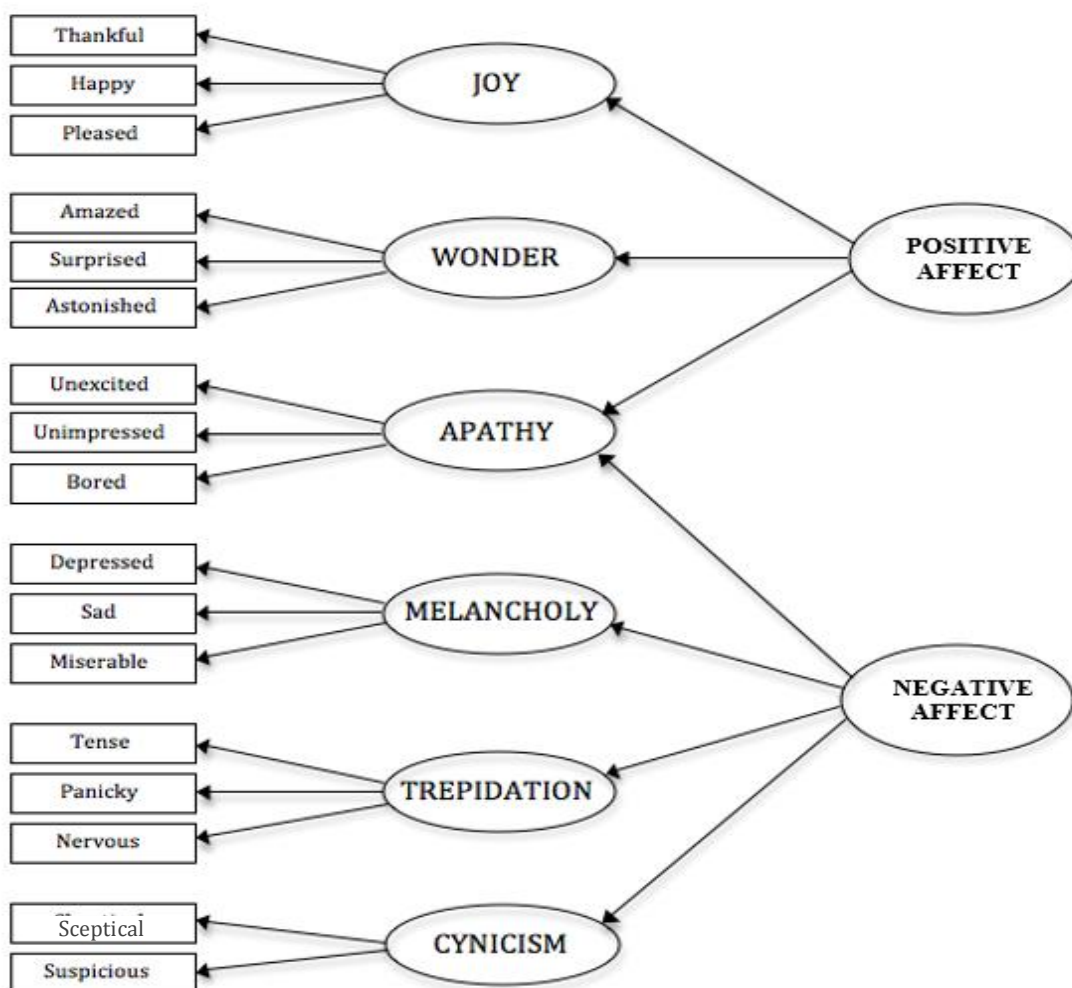 Thankful
Happy
Pleased
JOY
Amazed
Surprised
Astonished
WONDER
Unexcited
Unimpressed
Bored
APATHY
Depressed
Sad
Miserable
MELANCHOLY
Tense
Panicky
Nervous
TREPIDATION
Sceptical
Suspicious
CYNICISM
POSITIVE
AFFECT
NEGATIVE
AFFECT